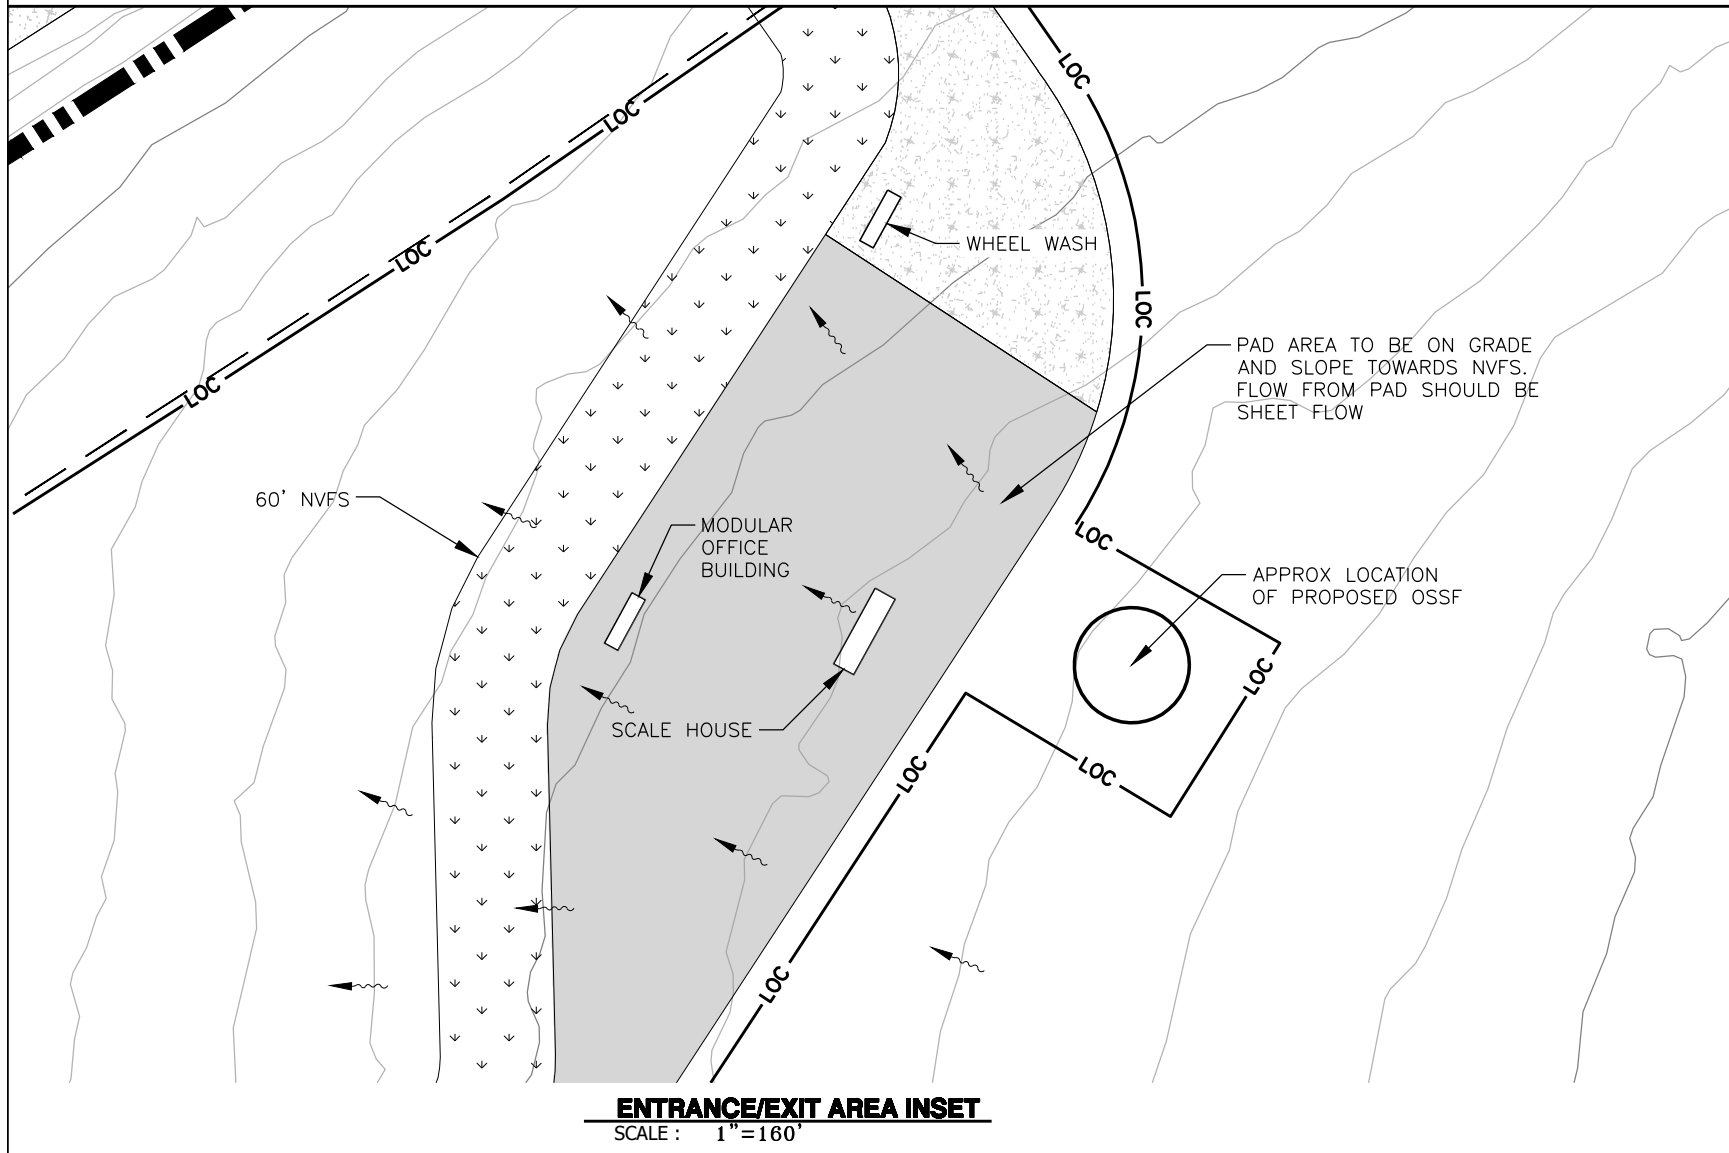 LOC
LOC
LOC
WHEEL WASH
LOC
LOC
PAD AREA TO BE ON GRADE
AND SLOPE TOWARDS NVFS.
FLOW FROM PAD SHOULD BE
SHEET FLOW
60' NVFS
MODULAR
OFFICE
BUILDING
LOC
APPROX LOCATION
OF PROPOSED OSSF
LOC
SCALE HOUSE
LOC
LOC
LOC
ENTRANCE/EXIT AREA INSET
SCALE : 1"=160'